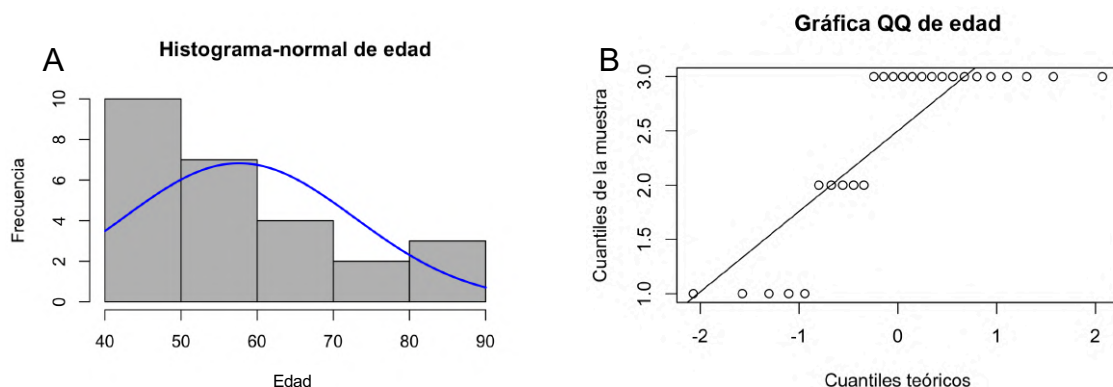 A
Histograma-normal de edad
Frecuencia
10
8
6
4
2
0
40 50 60 70 80 90
Edad
B
Gráfica QQ de edad
Cuantiles de la muestra
3.0
2.5
2.0
1.5
1.0
-2 -1 0 1 2
Cuantiles teóricos